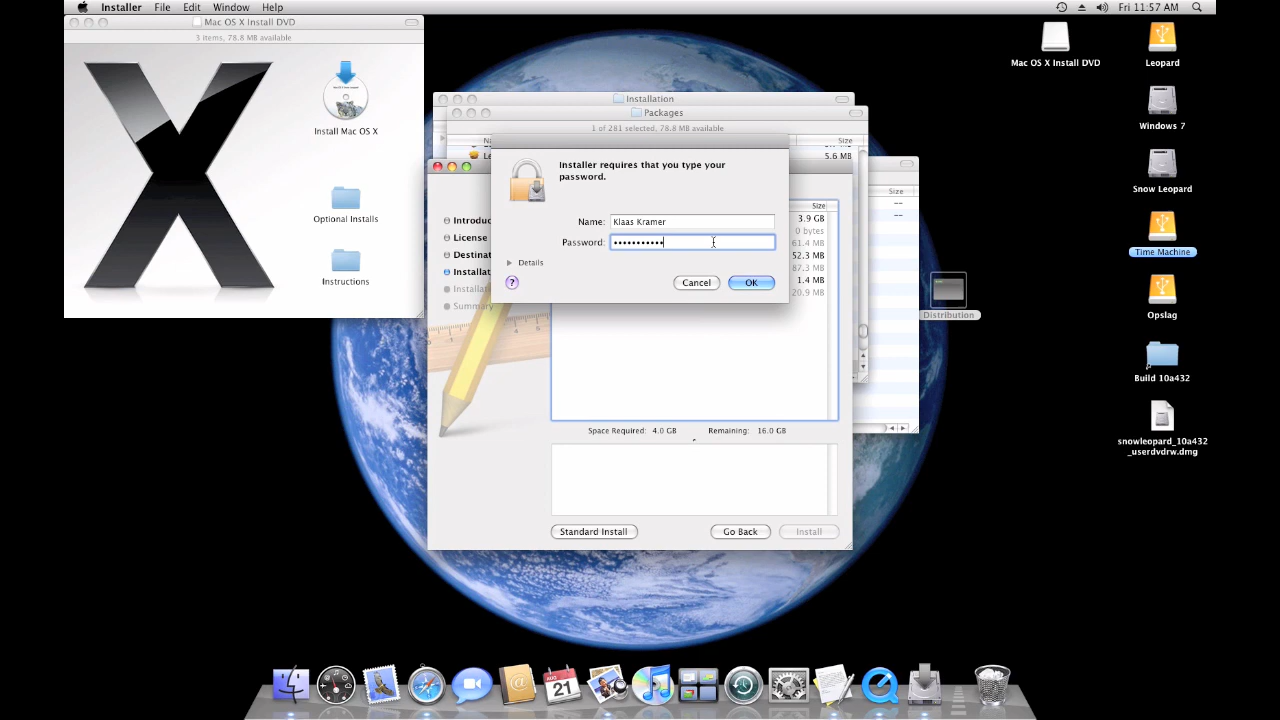 Installer File Edit Window Help
Fri 11:57 AM
Mac OS X Install DVD
3 items, 78.8 MB available
Install Mac OS X
Optional Installs
Instructions
Installation
Packages
1 of 281 selected, 78.8 MB available
Size
5.6 MB
Installer requires that you type your
password.
Name: Klaas Kramer
Password: •••••••••••
Details
?
Cancel
OK
Introduc
License
Destinat
Installat
Installat
Summar
Size
3.9 GB
0 bytes
61.4 MB
52.3 MB
87.3 MB
1.4 MB
20.9 MB
Space Required: 4.0 GB Remaining: 16.0 GB
Standard Install
Go Back
Install
Size
--
--
Distribution
Mac OS X Install DVD
Leopard
Windows 7
Snow Leopard
Time Machine
Opslag
Build 10a432
snowleopard_10a432
_userdvdrw.dmg
AUG
21